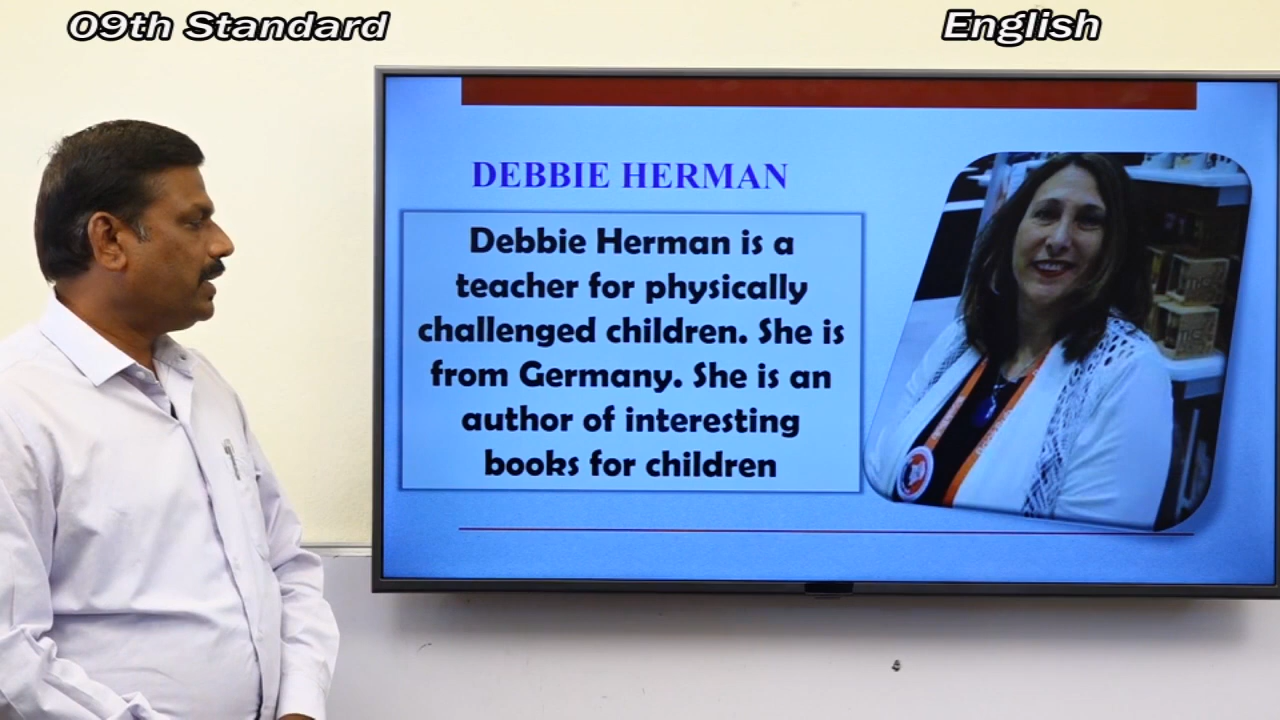 09th Standard
English
DEBBIE HERMAN
Debbie Herman is a
teacher for physically
challenged children. She is
from Germany. She is an
author of interesting
books for children